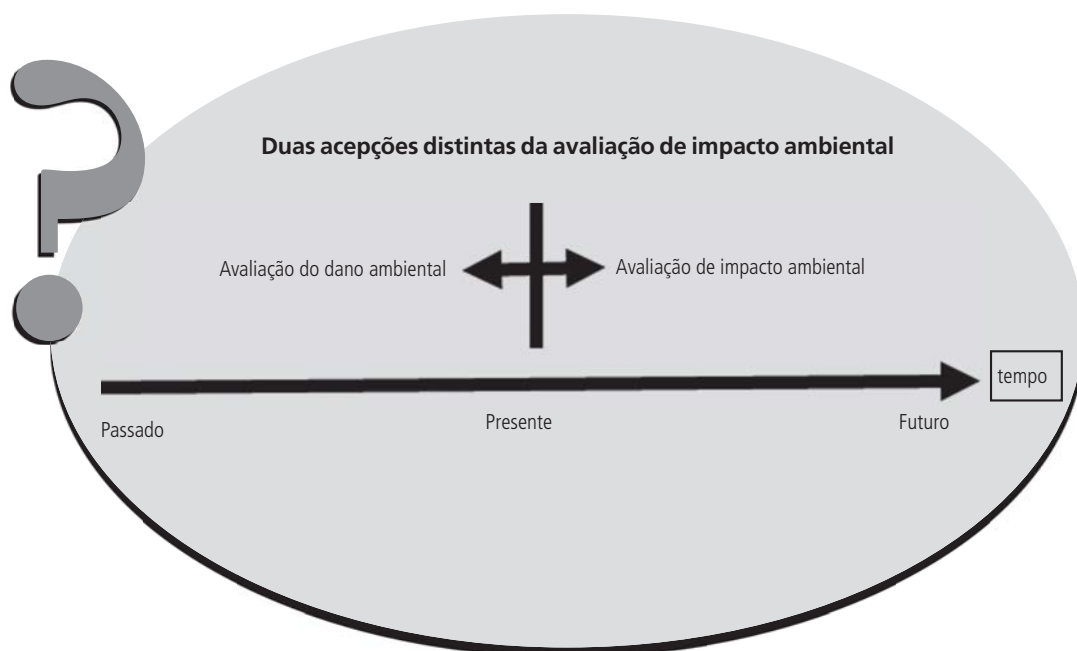 ?
Duas acepções distintas da avaliação de impacto ambiental
Avaliação do dano ambiental
Avaliação de impacto ambiental
tempo
Passado
Presente
Futuro